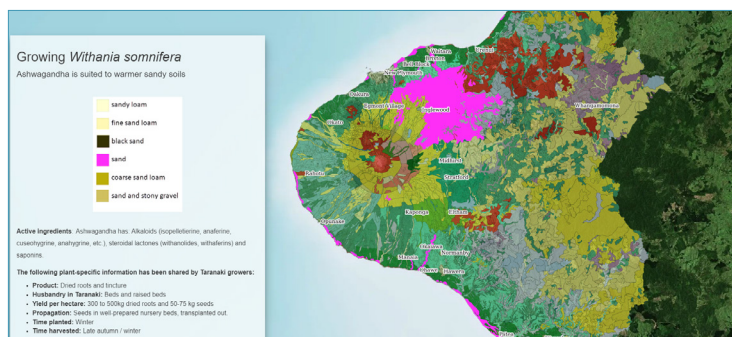 Growing Withania somnifera
Ashwagandha is suited to warmer sandy soils
sandy loam
fine sand loam
black sand
sand
coarse sand loam
sand and stony gravel
Active ingredients: Ashwagandha has: Alkaloids (isopelletierine, anaferine,
cuseohygrine, anahygrine, etc.), steroidal lactones (withanolides, withaferins) and
saponins.
The following plant-specific information has been shared by Taranaki growers:
Product: Dried roots and tincture
Husbandry in Taranaki: Beds and raised beds
Yield per hectare: 300 to 500kg dried roots and 50-75 kg seeds
Propagation: Seeds in well-prepared nursery beds, transplanted out.
Time planted: Winter
Time harvested: Late autumn / winter
Waitara
Urenui
Brixton
Bell Block
New Plymouth
Oakura
Egmont Village
Inglewood
Whangamomona
Okato
Midhirst
Rahotu
Stratford
Kaponga
Eltham
Opunake
Okaiawa
Normanby
Manaia
Hawera
Patea